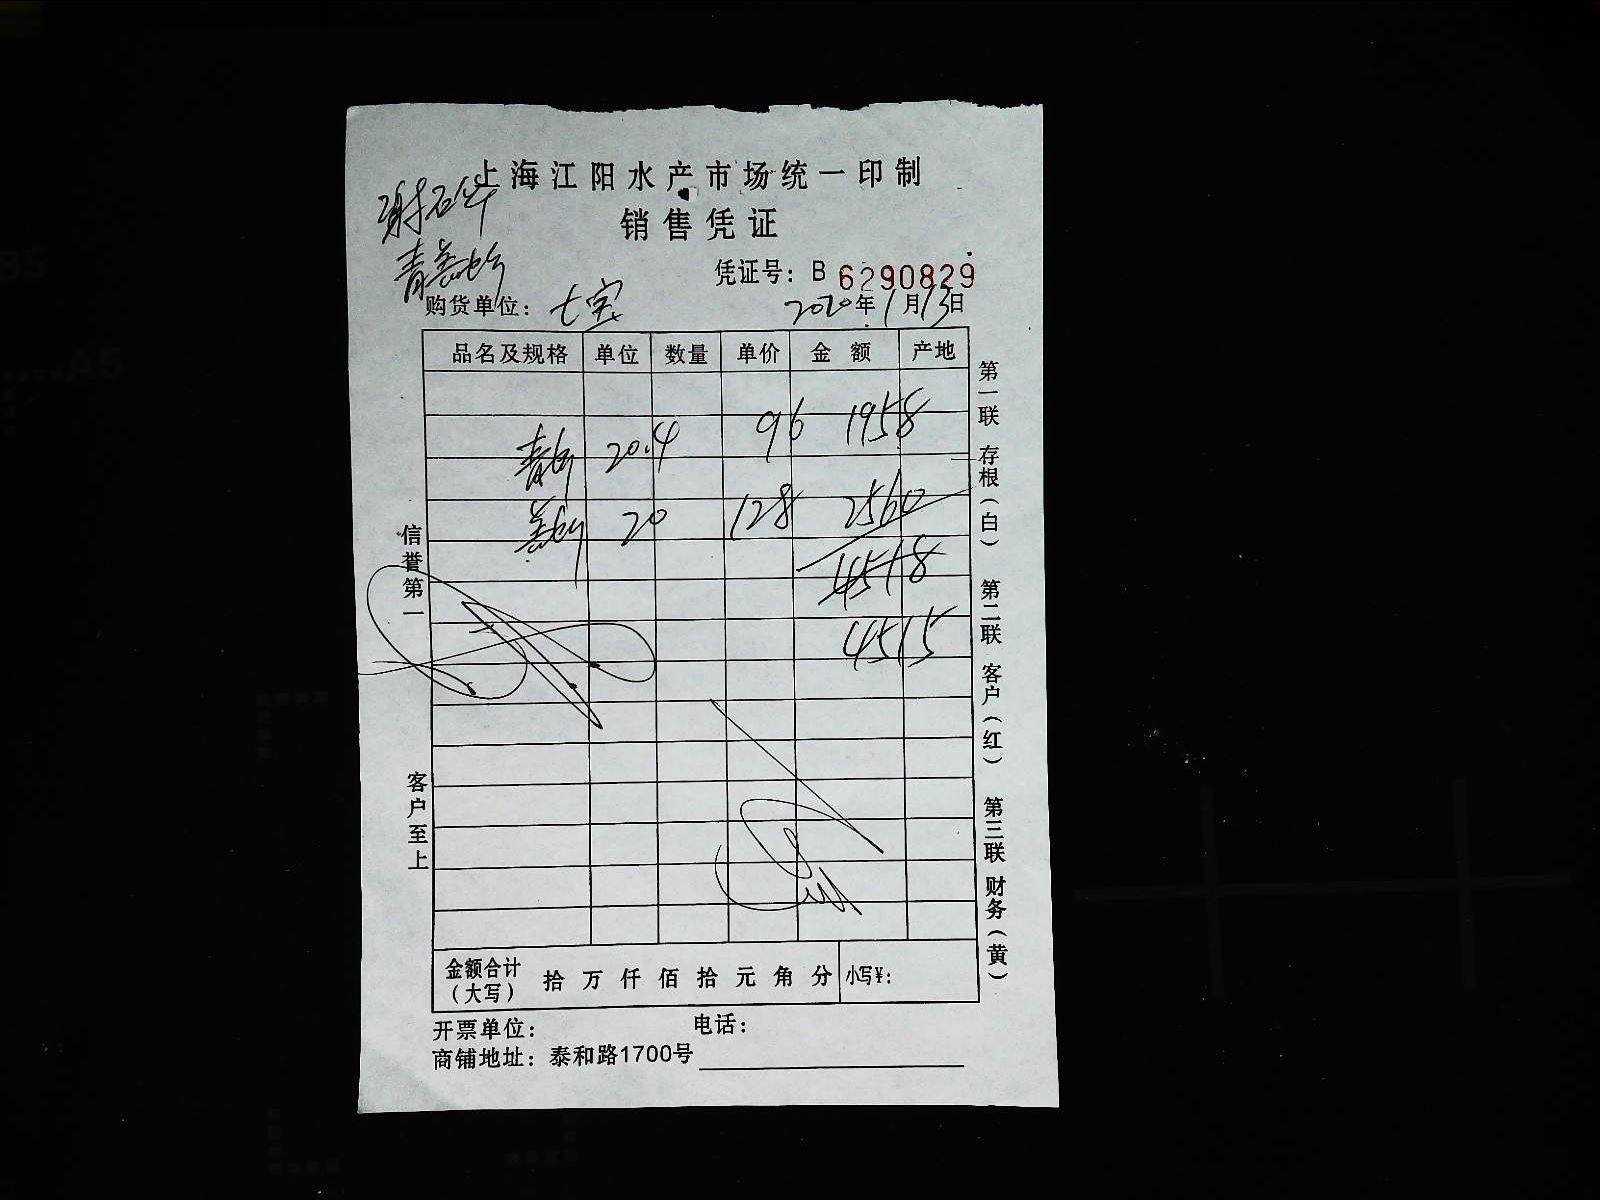 上海江阳水产市场统一印制
销售凭证
谢石华
凭证号：B 6290829
购货单位：七宝 2020年1月13日
品名及规格 单位 数量 单价 金额 产地
20.4 96 1958
20 128 2560
4518
4515
金额合计（大写） 拾 万 仟 佰 拾 元 角 分 小写¥：
开票单位： 电话：
商铺地址：泰和路1700号
信誉第一
客户至上
第一联 存根（白） 第二联 客户（红） 第三联 财务（黄）